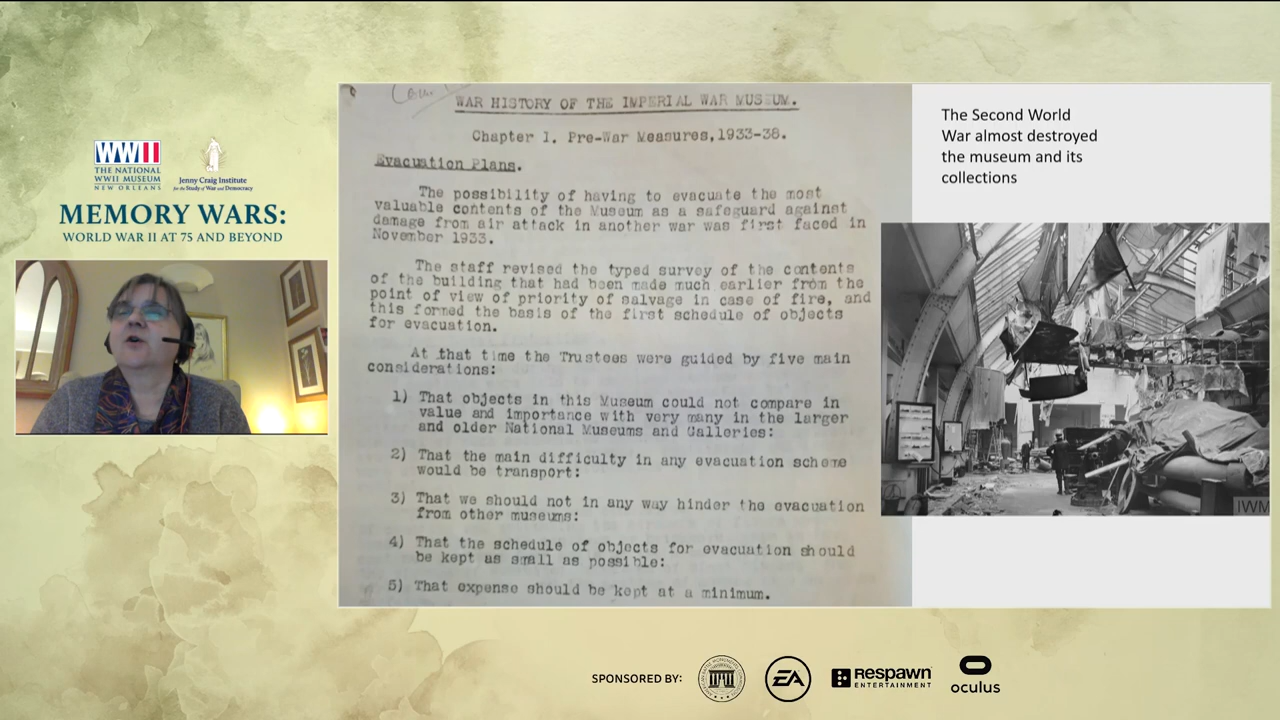 WWII
THE NATIONAL
WWII MUSEUM
NEW ORLEANS
Jenny Craig Institute
for the Study of War and Democracy
MEMORY WARS:
WORLD WAR II AT 75 AND BEYOND
WAR HISTORY OF THE IMPERIAL WAR MUSEUM.
Chapter 1. Pre-War Measures, 1933-38.
Evacuation Plans.
The possibility of having to evacuate the most
valuable contents of the Museum as a safeguard against
damage from air attack in another war was first faced in
November 1933.
The staff revised the typed survey of the contents
of the building that had been made much earlier from the
point of view of priority of salvage in case of fire, and
this formed the basis of the first schedule of objects
for evacuation.
At that time the Trustees were guided by five main
considerations:
1) That objects in this Museum could not compare in
value and importance with very many in the larger
and older National Museums and Galleries:
2) That the main difficulty in any evacuation scheme
would be transport:
3) That we should not in any way hinder the evacuation
from other museums:
4) That the schedule of objects for evacuation should
be kept as small as possible:
5) That expense should be kept at a minimum.
The Second World
War almost destroyed
the museum and its
collections
IWM
SPONSORED BY:
EA
RESPAWN
ENTERTAINMENT
oculus